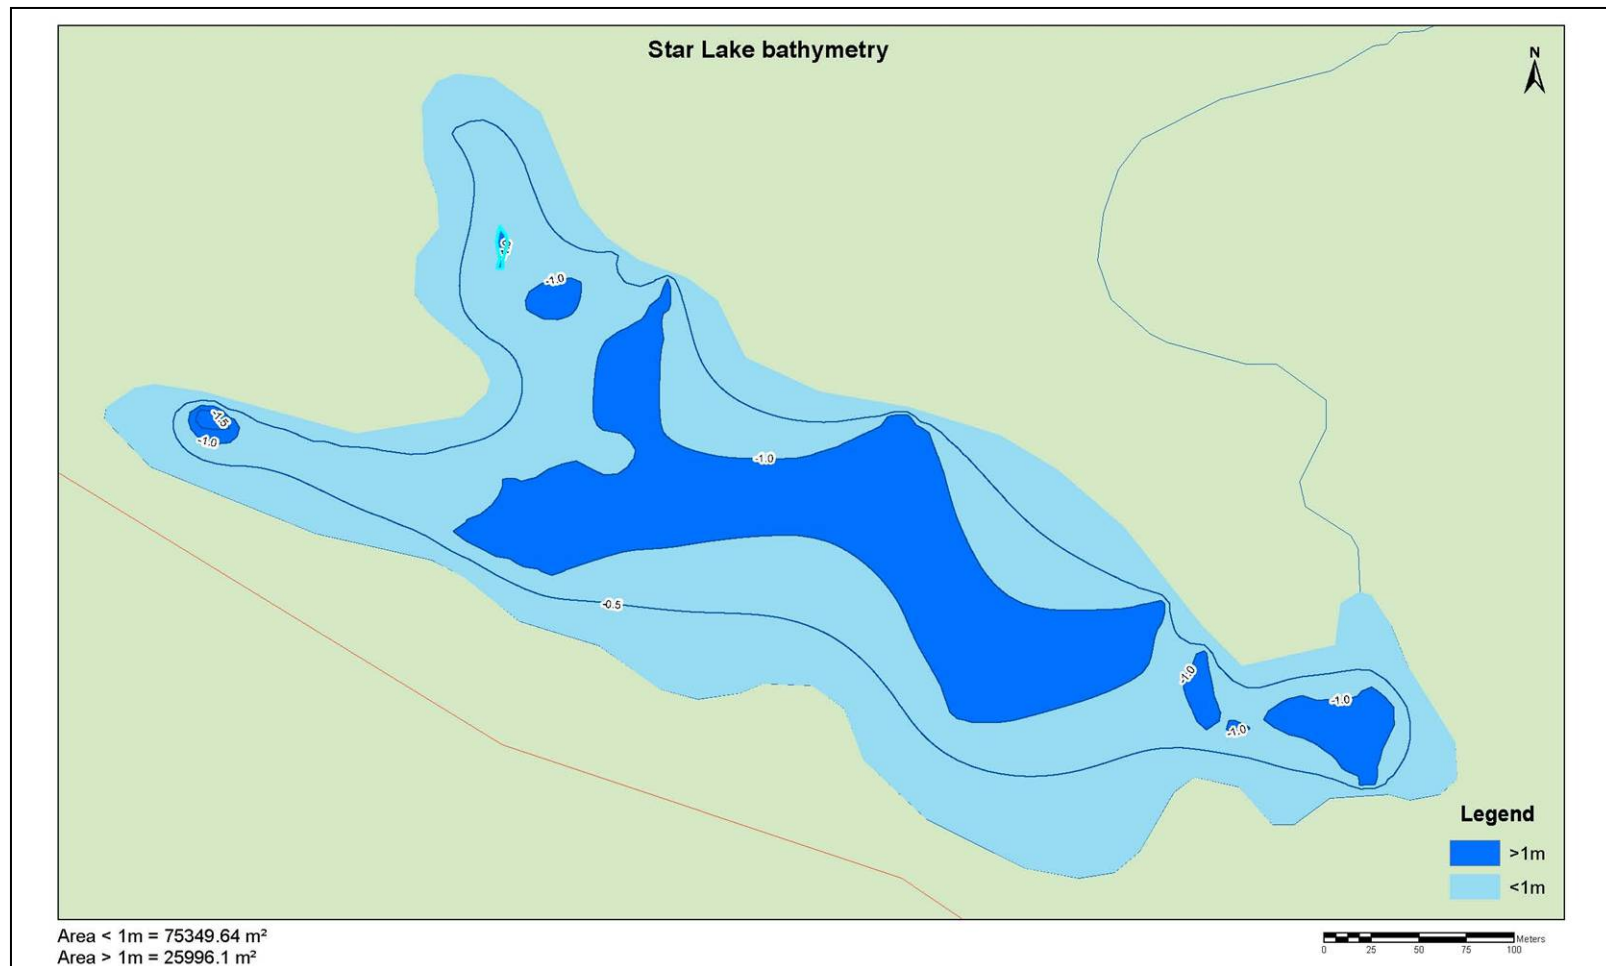 Star Lake bathymetry
N
-1.0
-1.5
-1.0
-1.0
-0.5
-1.0
-1.0
-1.0
Legend
>1m
<1m
Area < 1m = 75349.64 m²
Area > 1m = 25996.1 m²
Meters
0 25 50 75 100